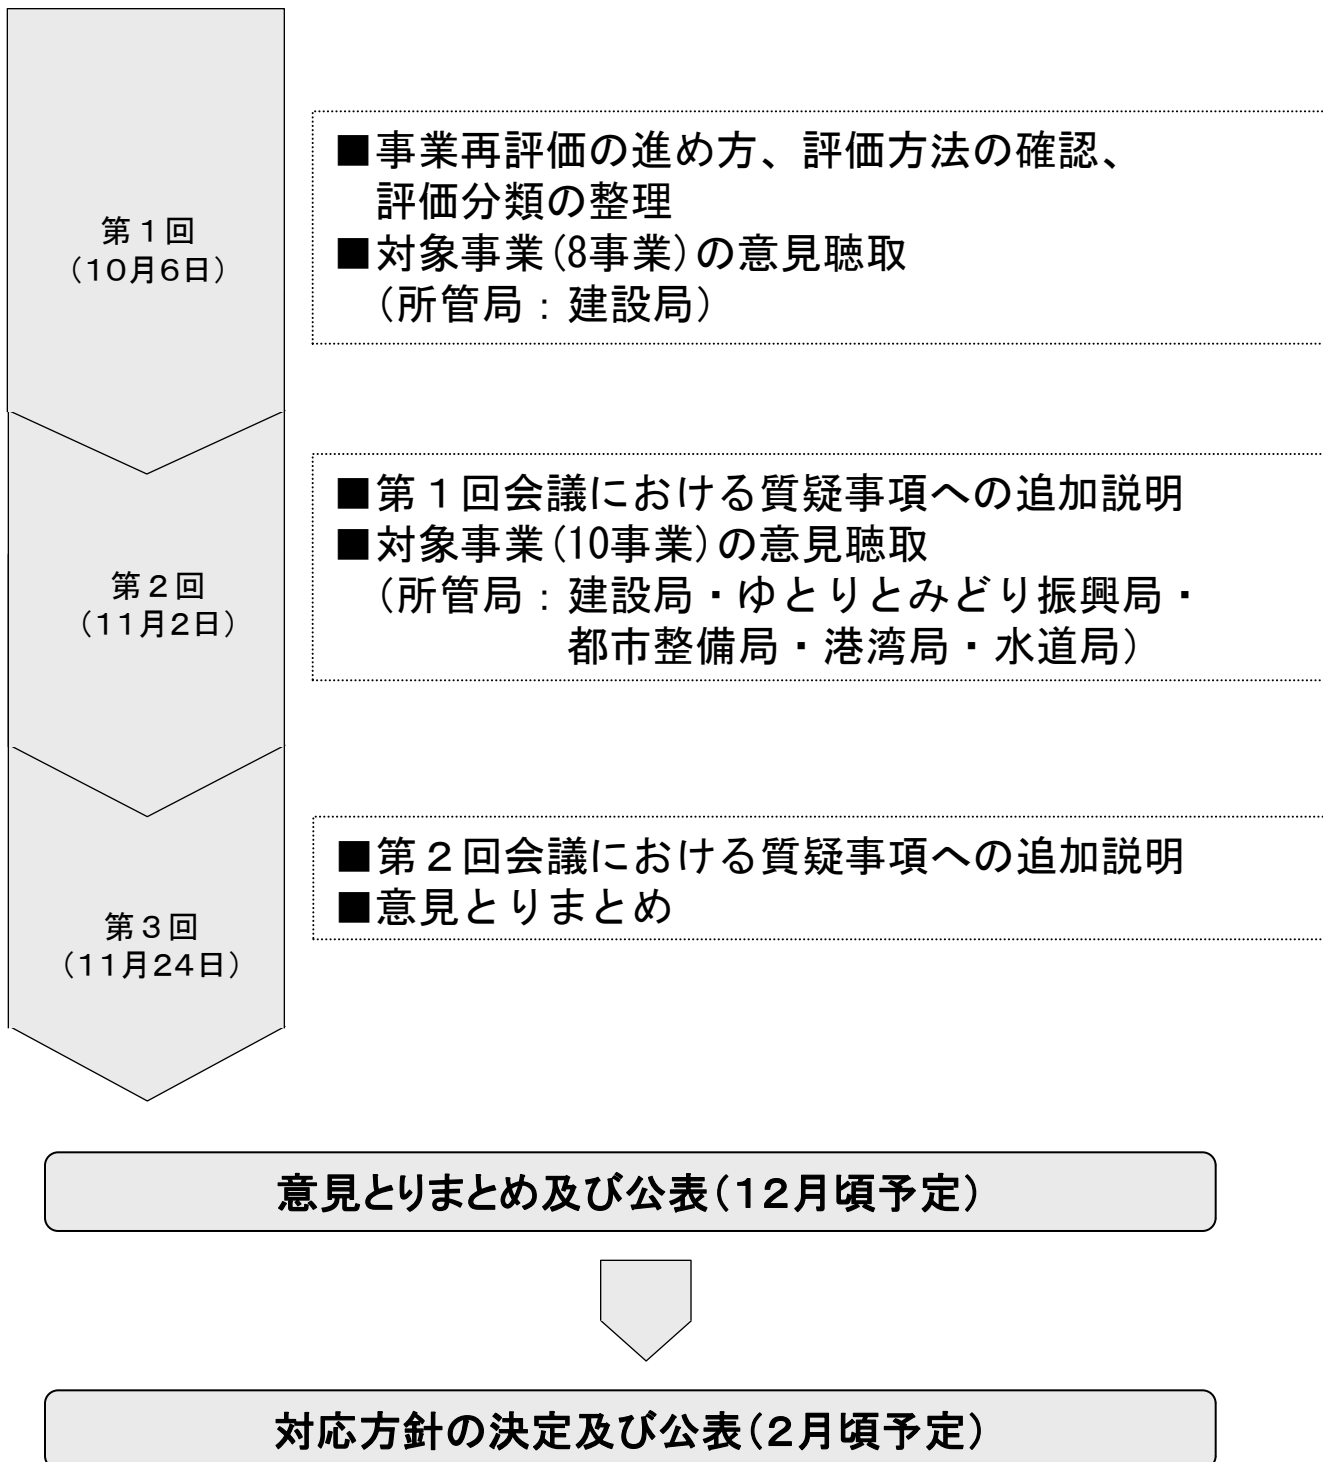 第１回
（１０月６日）
■事業再評価の進め方、評価方法の確認、
評価分類の整理
■対象事業(8事業)の意見聴取
（所管局：建設局）
第２回
（１１月２日）
■第１回会議における質疑事項への追加説明
■対象事業(10事業)の意見聴取
（所管局：建設局・ゆとりとみどり振興局・
都市整備局・港湾局・水道局）
第３回
（１１月２４日）
■第２回会議における質疑事項への追加説明
■意見とりまとめ
意見とりまとめ及び公表（１２月頃予定）
対応方針の決定及び公表（２月頃予定）